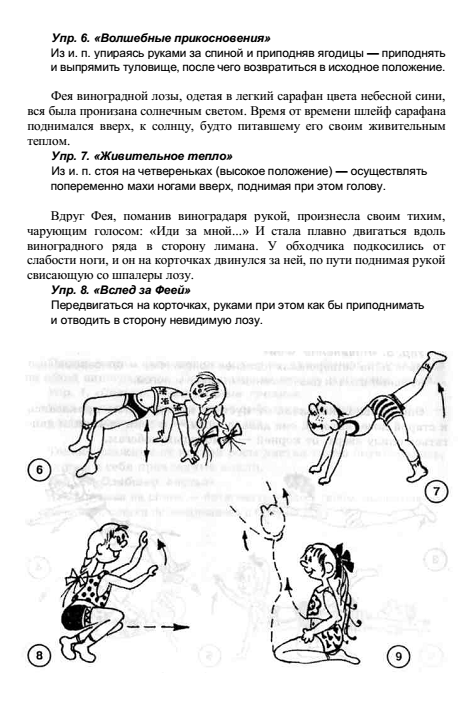 Упр. 6. «Волшебные прикосновения»
Из и. п. упираясь руками за спиной и приподняв ягодицы — приподнять
и выпрямить туловище, после чего возвратиться в исходное положение.
Фея виноградной лозы, одетая в легкий сарафан цвета небесной сини,
вся была пронизана солнечным светом. Время от времени шлейф сарафана
поднимался вверх, к солнцу, будто питавшему его своим живительным
теплом.
Упр. 7. «Живительное тепло»
Из и. п. стоя на четвереньках (высокое положение) — осуществлять
попеременно махи ногами вверх, поднимая при этом голову.
Вдруг Фея, поманив виноградаря рукой, произнесла своим тихим,
чарующим голосом: «Иди за мной...» И стала плавно двигаться вдоль
виноградного ряда в сторону лимана. У обходчика подкосились от
слабости ноги, и он на корточках двинулся за ней, по пути поднимая рукой
свисающую со шпалеры лозу.
Упр. 8. «Вслед за Феей»
Передвигаться на корточках, руками при этом как бы приподнимать
и отводить в сторону невидимую лозу.
6
7
8
9